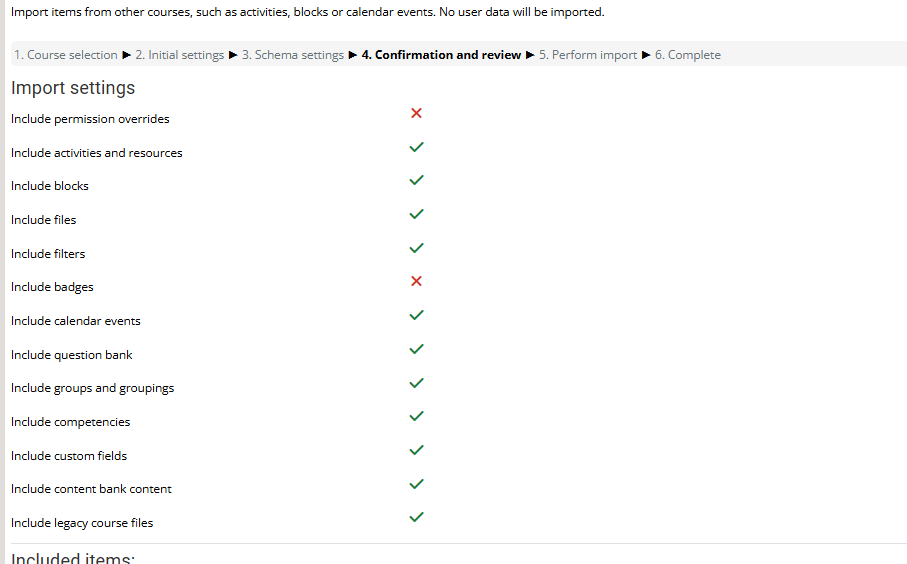 Import items from other courses, such as activities, blocks or calendar events. No user data will be imported.
1. Course selection ► 2. Initial settings ► 3. Schema settings ► 4. Confirmation and review ► 5. Perform import ► 6. Complete
Import settings
Include permission overrides
Include activities and resources
Include blocks
Include files
Include filters
Include badges
Include calendar events
Include question bank
Include groups and groupings
Include competencies
Include custom fields
Include content bank content
Include legacy course files
Included items: